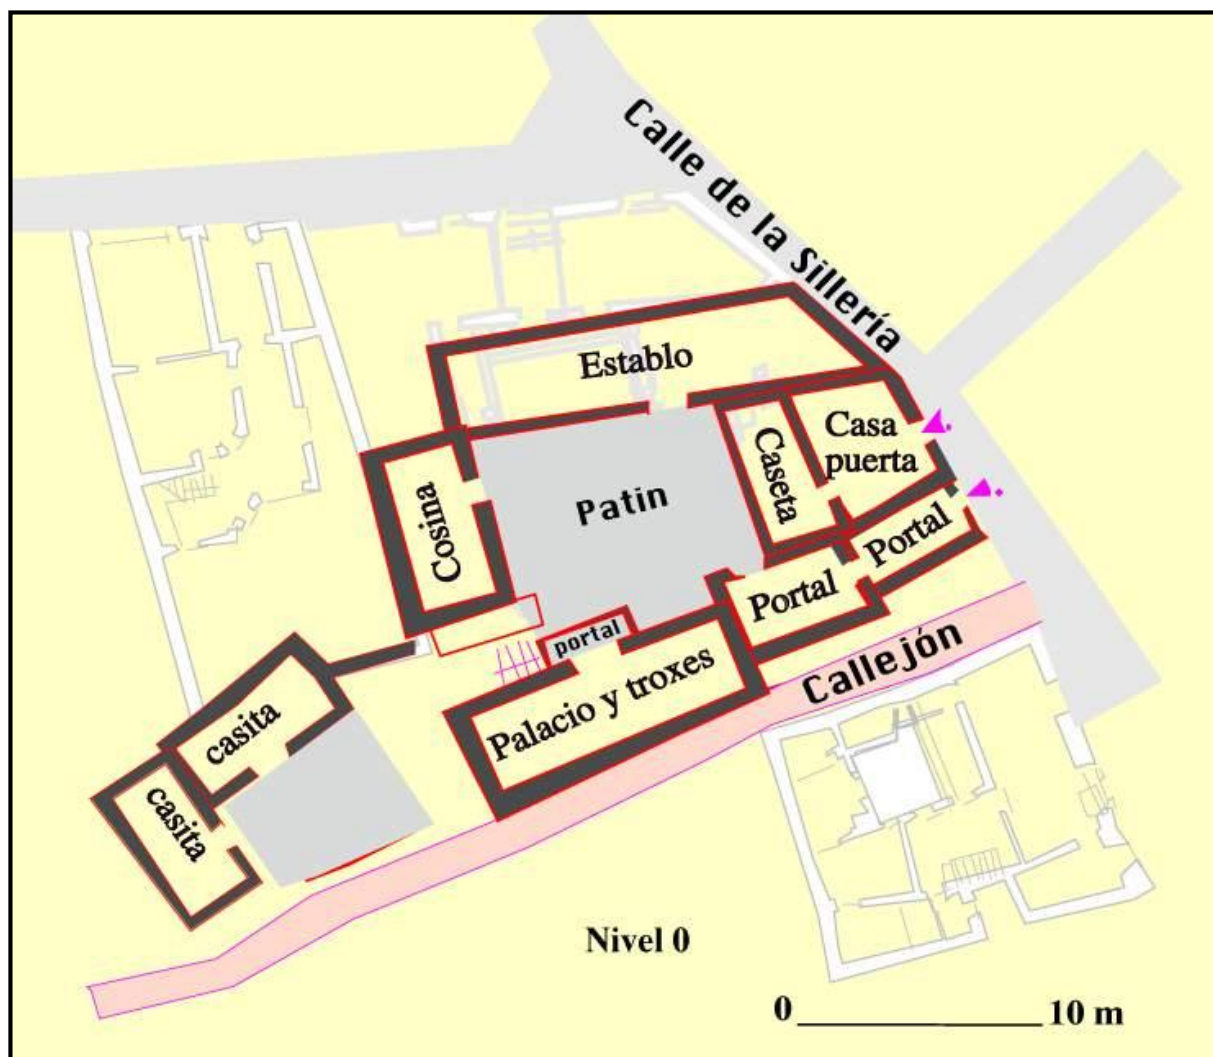 Calle de la Sillería
Establo
Casa
puerta
Caseta
Cosina
Patin
Portal
Portal
portal
Palacio y troxes
Callejón
casita
casita
Nivel 0
0 10 m